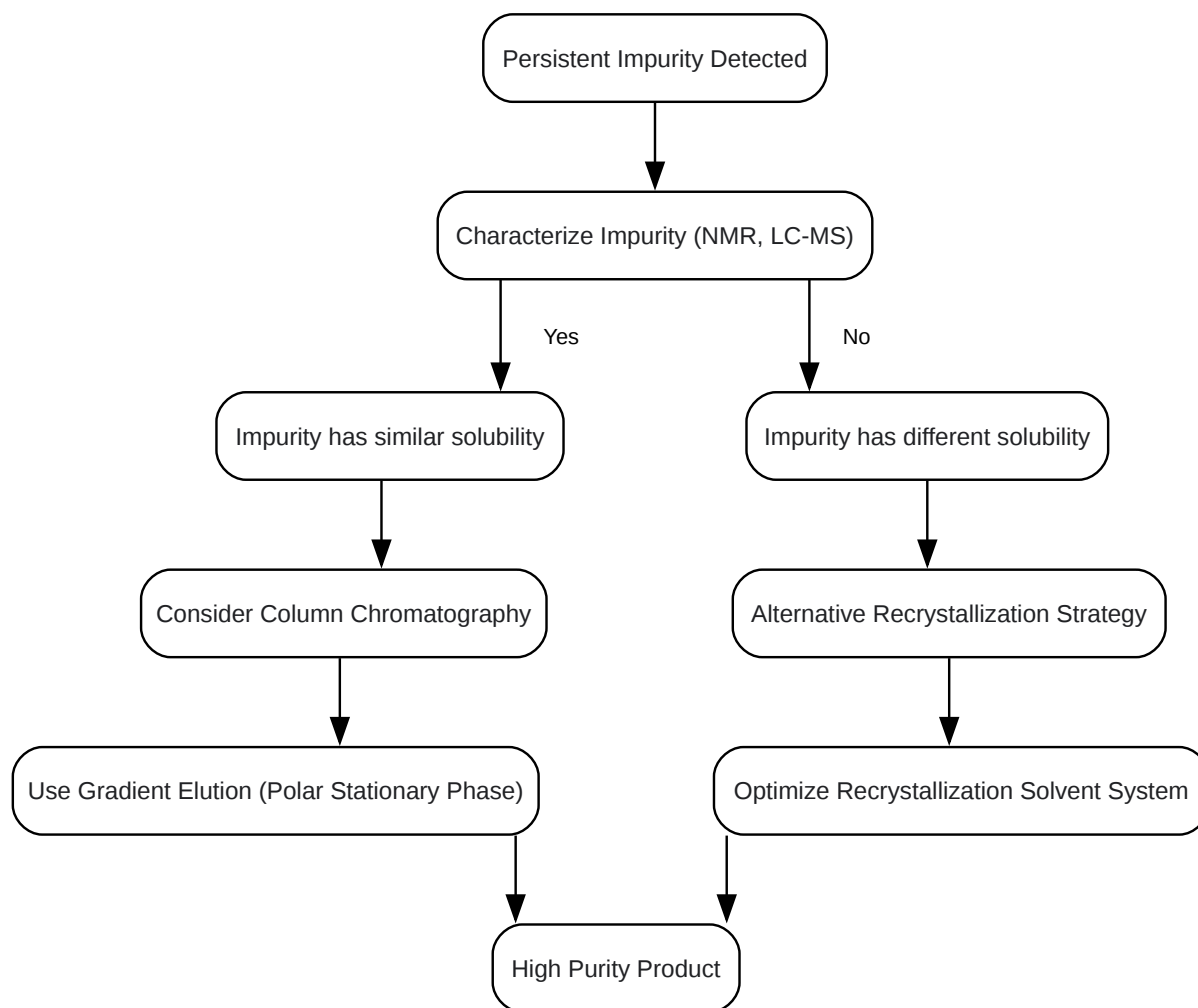 Persistent Impurity Detected
Characterize Impurity (NMR, LC-MS)
Yes
No
Impurity has similar solubility
Impurity has different solubility
Consider Column Chromatography
Alternative Recrystallization Strategy
Use Gradient Elution (Polar Stationary Phase)
Optimize Recrystallization Solvent System
High Purity Product